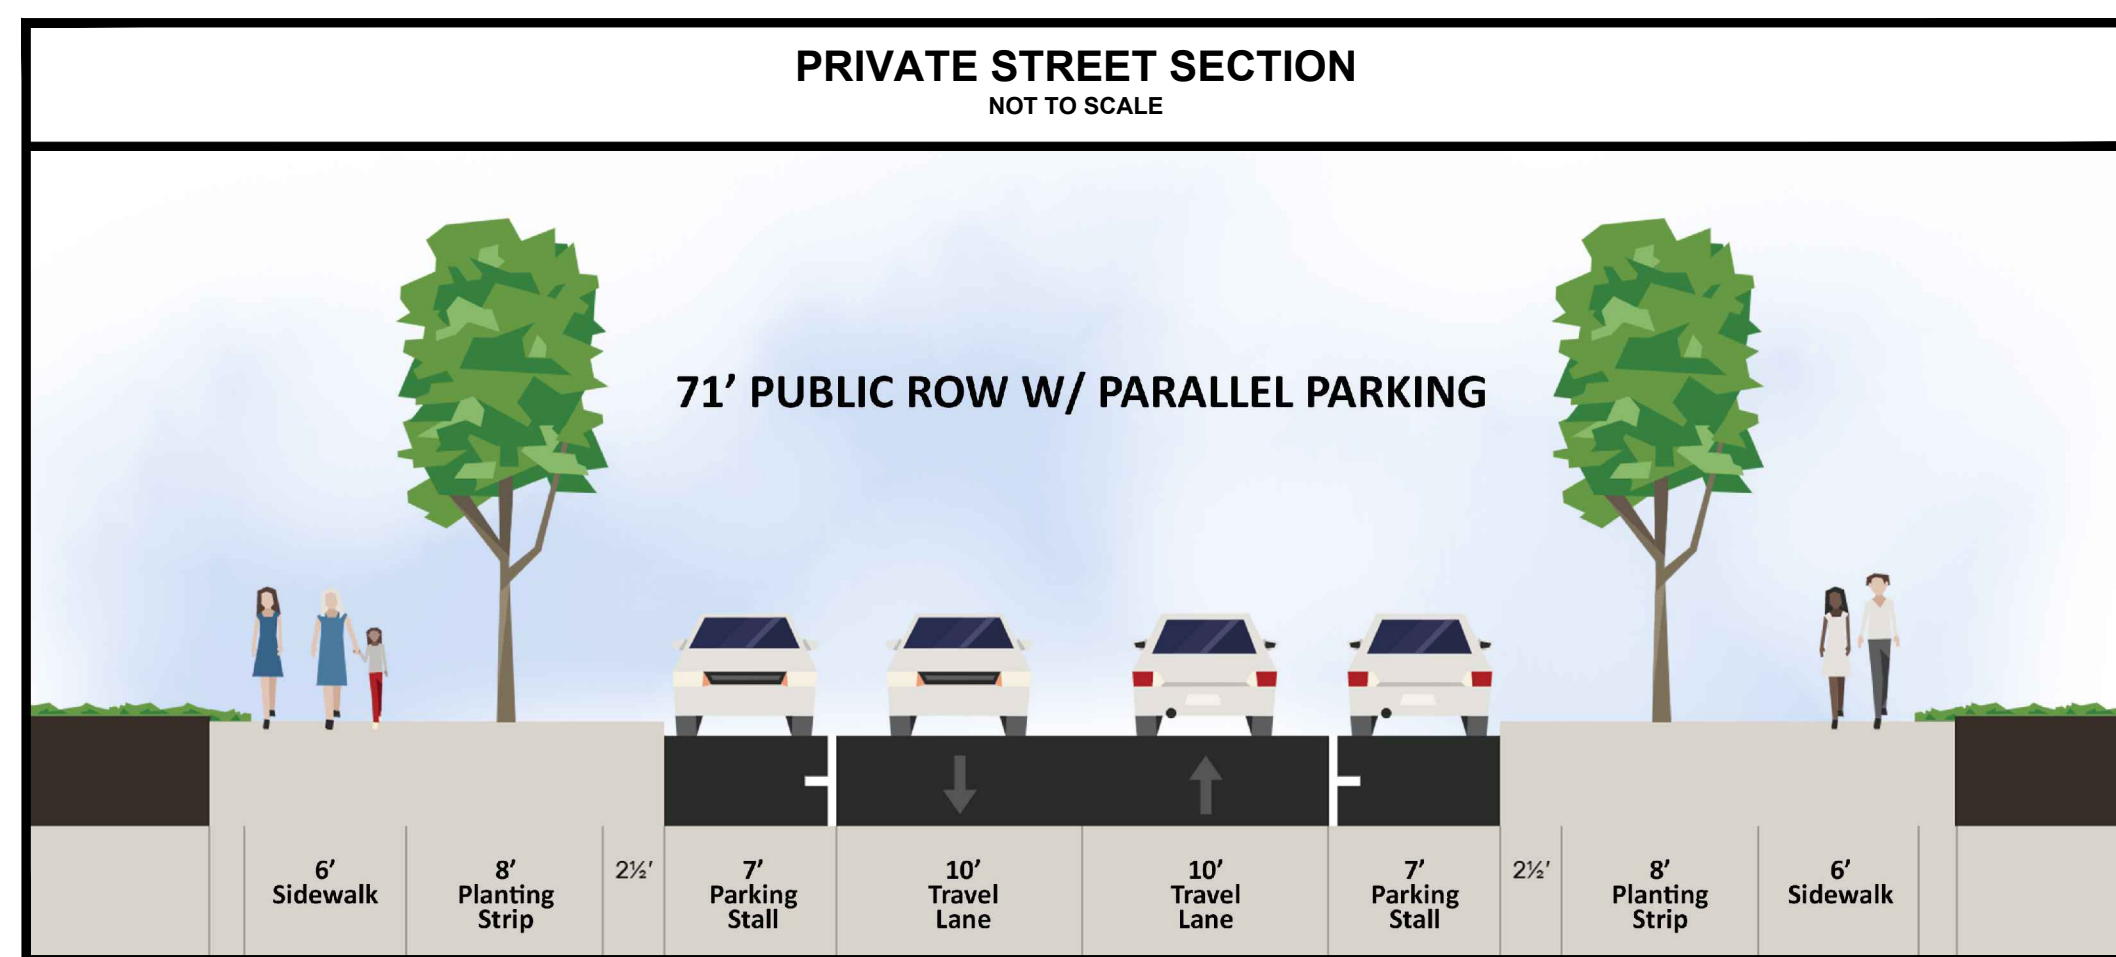 PRIVATE STREET SECTION
NOT TO SCALE
71’ PUBLIC ROW W/ PARALLEL PARKING
6’
Sidewalk
8’
Planting
Strip
2½’
7’
Parking
Stall
10’
Travel
Lane
10’
Travel
Lane
7’
Parking
Stall
2½’
8’
Planting
Strip
6’
Sidewalk